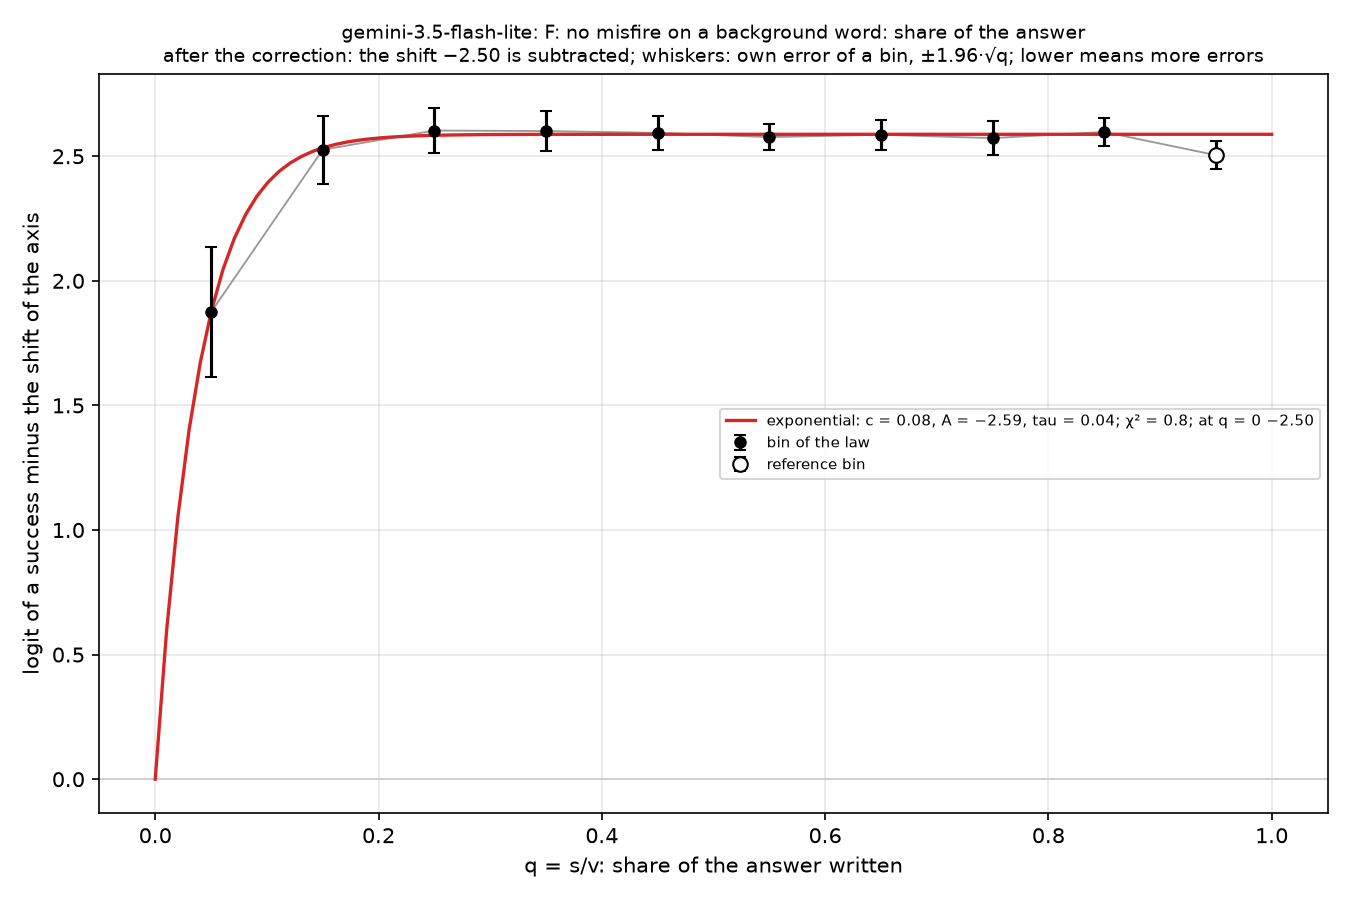 gemini-3.5-flash-lite: F: no misfire on a background word: share of the answer
after the correction: the shift −2.50 is subtracted; whiskers: own error of a bin, ±1.96·√q; lower means more errors
logit of a success minus the shift of the axis
2.5
2.0
1.5
1.0
0.5
0.0
exponential: c = 0.08, A = −2.59, tau = 0.04; χ² = 0.8; at q = 0 −2.50
bin of the law
reference bin
0.0 0.2 0.4 0.6 0.8 1.0
q = s/v: share of the answer written